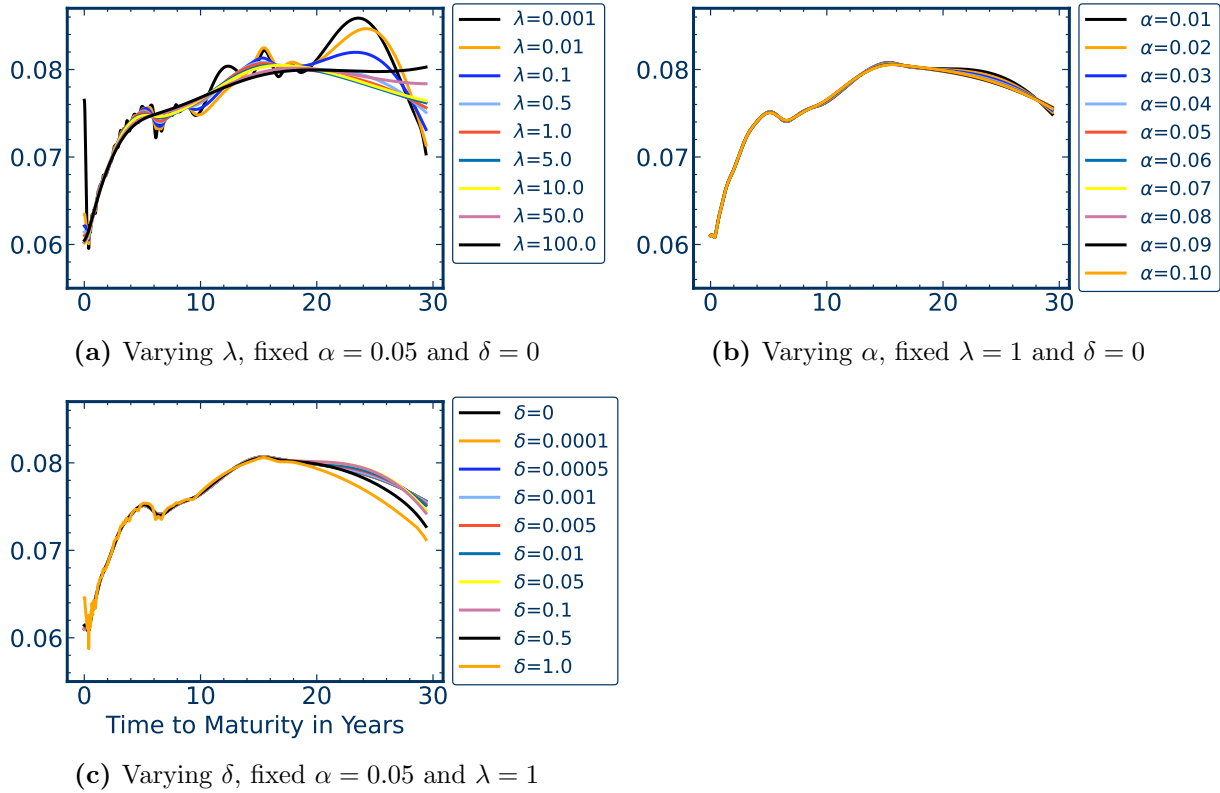 0.08
0.07
0.06
0
10
20
30
λ=0.001
λ=0.01
λ=0.1
λ=0.5
λ=1.0
λ=5.0
λ=10.0
λ=50.0
λ=100.0
(a) Varying λ, fixed α = 0.05 and δ = 0
0.08
0.07
0.06
0
10
20
30
α=0.01
α=0.02
α=0.03
α=0.04
α=0.05
α=0.06
α=0.07
α=0.08
α=0.09
α=0.10
(b) Varying α, fixed λ = 1 and δ = 0
0.08
0.07
0.06
0
10
20
30
Time to Maturity in Years
δ=0
δ=0.0001
δ=0.0005
δ=0.001
δ=0.005
δ=0.01
δ=0.05
δ=0.1
δ=0.5
δ=1.0
(c) Varying δ, fixed α = 0.05 and λ = 1